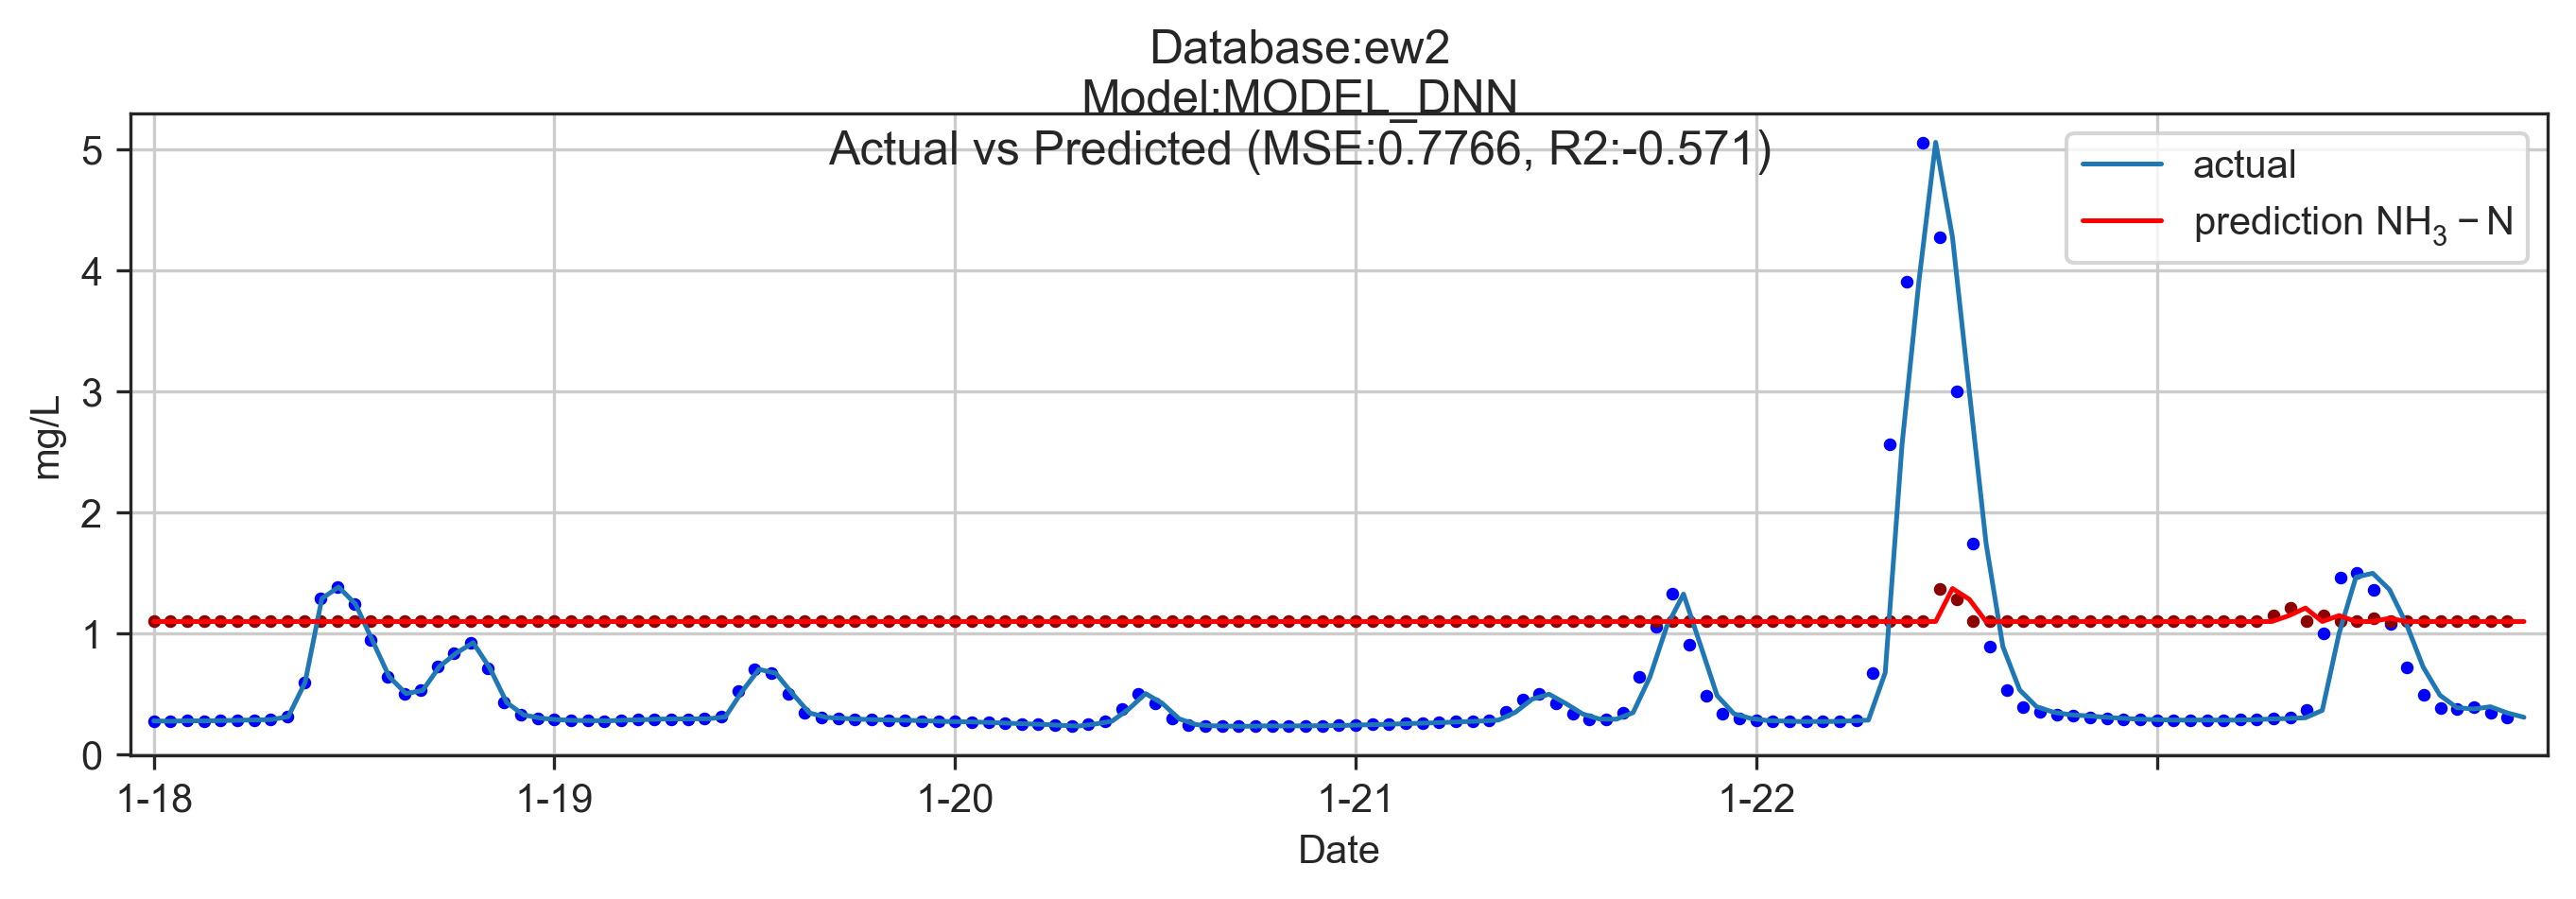 Database:ew2
Model:MODEL_DNN
Actual vs Predicted (MSE:0.7766, R2:-0.571)
actual
prediction NH₃ − N
5
4
3
2
1
0
mg/L
1-18 1-19 1-20 1-21 1-22
Date